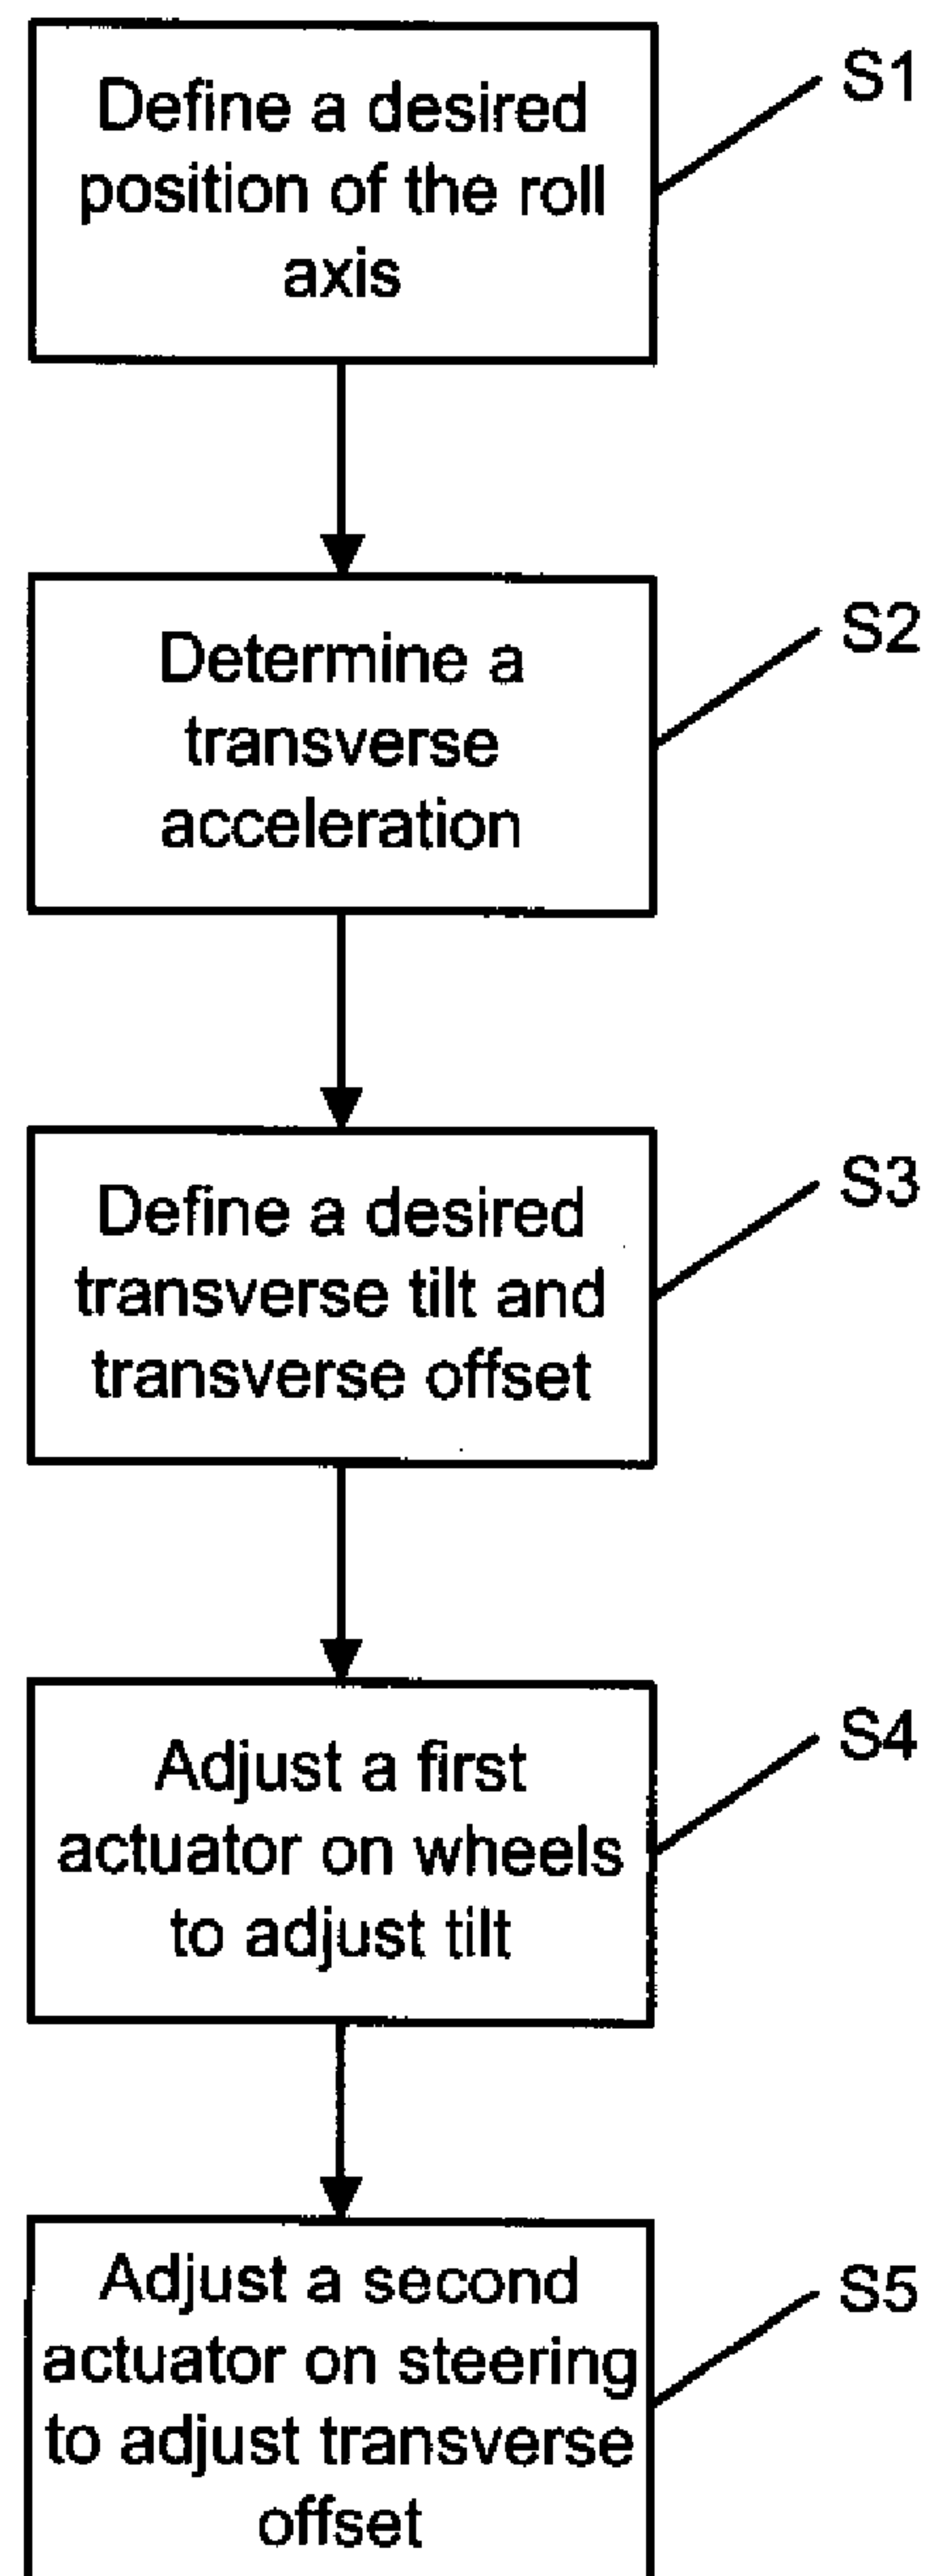 Define a desired
position of the roll
axis
S1
Determine a
transverse
acceleration
S2
Define a desired
transverse tilt and
transverse offset
S3
Adjust a first
actuator on wheels
to adjust tilt
S4
Adjust a second
actuator on steering
to adjust transverse
offset
S5